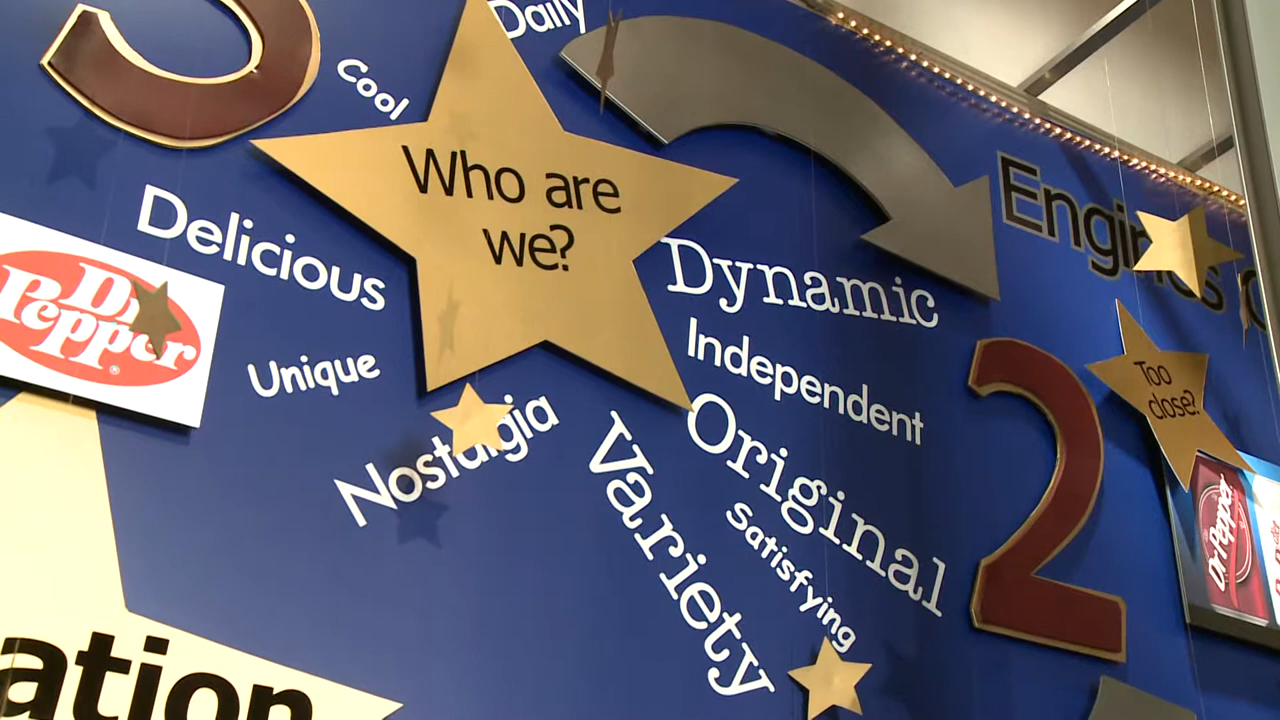 Daily
Cool
Who are
we?
Delicious
Dr
Pepper
®
Unique
Nostalgia
Dynamic
Independent
Original
Variety
Satisfying
Engines
2
Too
close?
Dr Pepper
ation